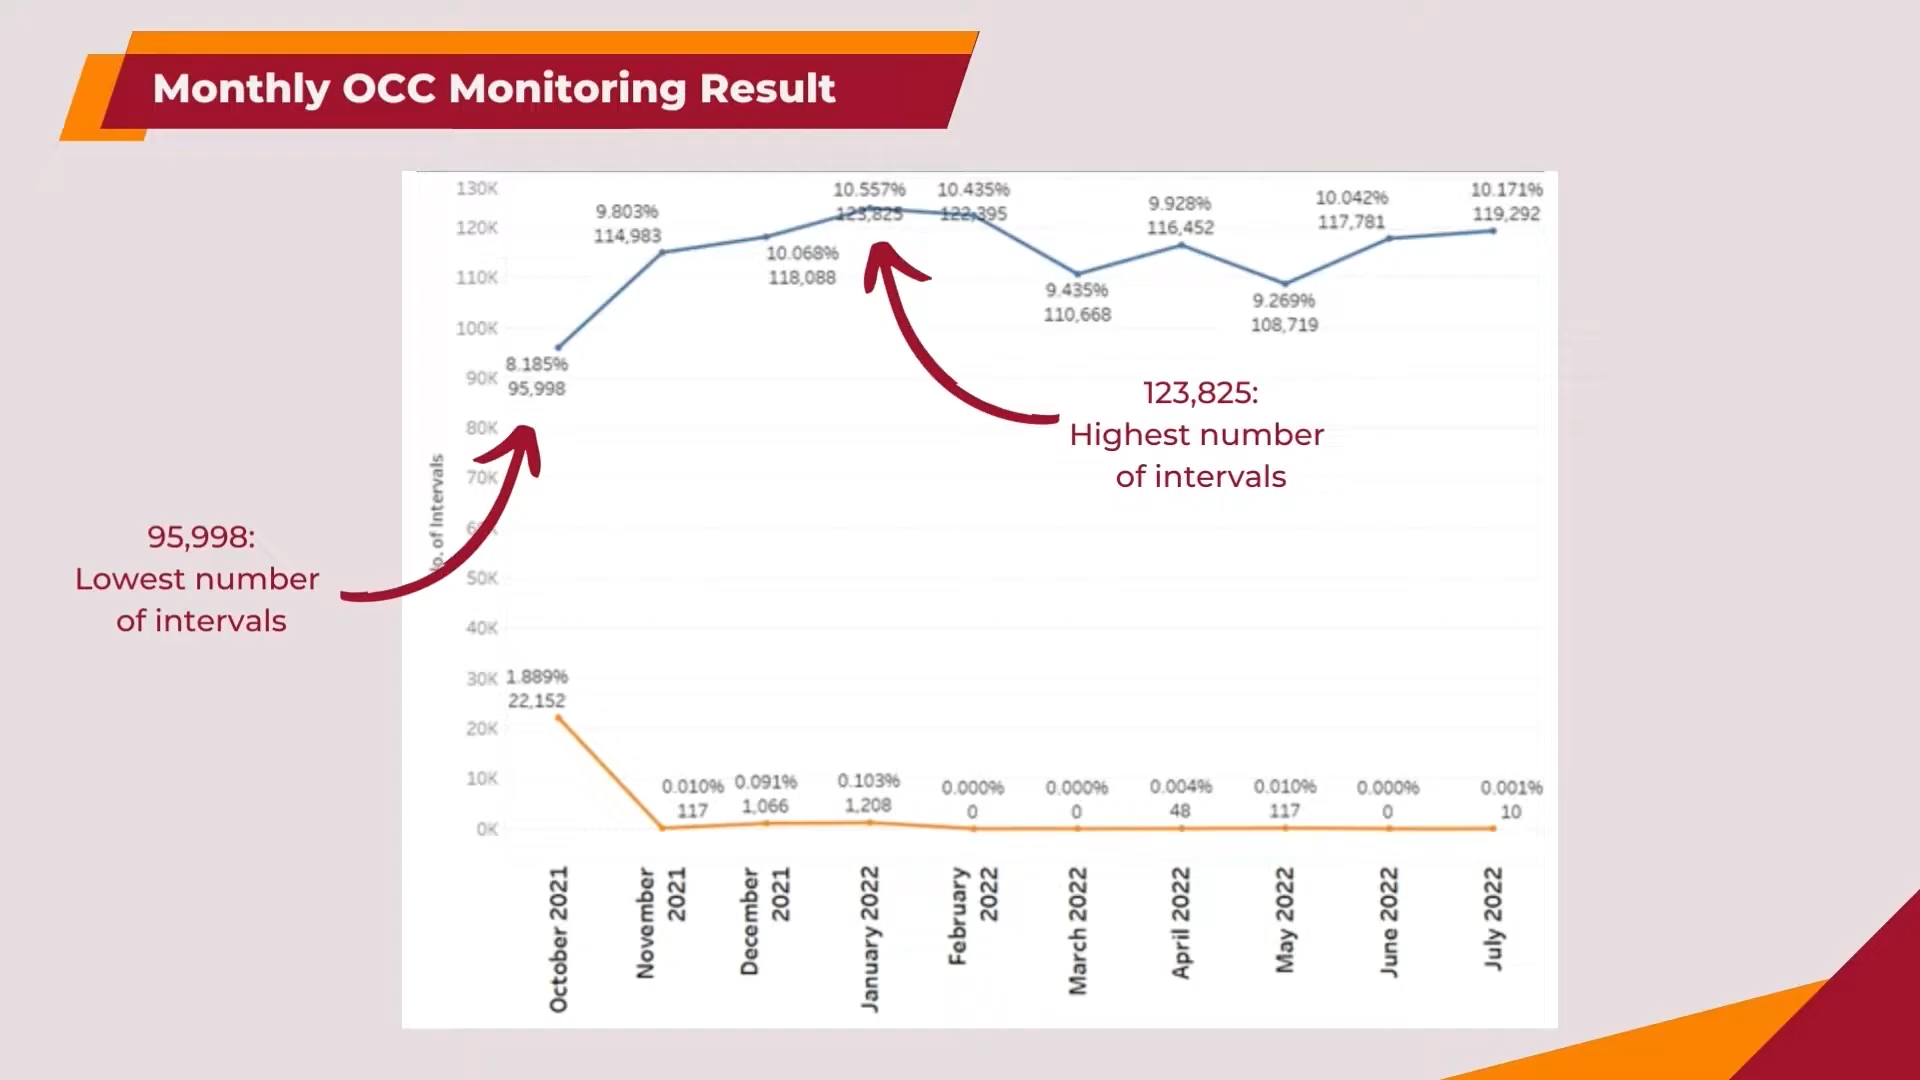 Monthly OCC Monitoring Result
130K
120K
110K
100K
90K
80K
70K
50K
40K
30K
20K
10K
0K
of Intervals
8.185%
95,998
9.803%
114,983
10.068%
118,088
10.557%
123,825
10.435%
122,395
9.435%
110,668
9.928%
116,452
9.269%
108,719
10.042%
117,781
10.171%
119,292
123,825:
Highest number
of intervals
95,998:
Lowest number
of intervals
1.889%
22,152
0.010%
117
0.091%
1,066
0.103%
1,208
0.000%
0
0.000%
0
0.004%
48
0.010%
117
0.000%
0
0.001%
10
October 2021
November
2021
December
2021
January 2022
February
2022
March 2022
April 2022
May 2022
June 2022
July 2022